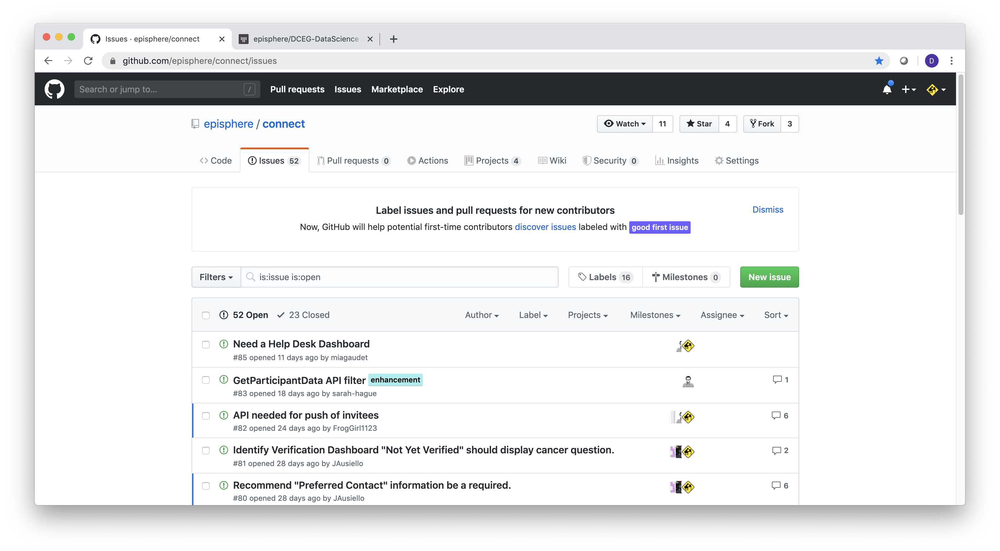 Issues · episphere/connect
episphere/DCEG-DataScience
github.com/episphere/connect/issues
D
Search or jump to...
/
Pull requests Issues Marketplace Explore
episphere / connect
Watch 11 Star 4 Fork 3
Code Issues 52 Pull requests 0 Actions Projects 4 Wiki Security 0 Insights Settings
Label issues and pull requests for new contributors
Dismiss
Now, GitHub will help potential first-time contributors discover issues labeled with good first issue
Filters is:issue is:open Labels 16 Milestones 0 New issue
52 Open 23 Closed Author Label Projects Milestones Assignee Sort
Need a Help Desk Dashboard
#85 opened 11 days ago by miagaudet
GetParticipantData API filter enhancement 1
#83 opened 18 days ago by sarah-hague
API needed for push of invitees 6
#82 opened 24 days ago by FrogGirl1123
Identify Verification Dashboard "Not Yet Verified" should display cancer question. 2
#81 opened 28 days ago by JAusiello
Recommend "Preferred Contact" information be a required. 6
#80 opened 28 days ago by JAusiello